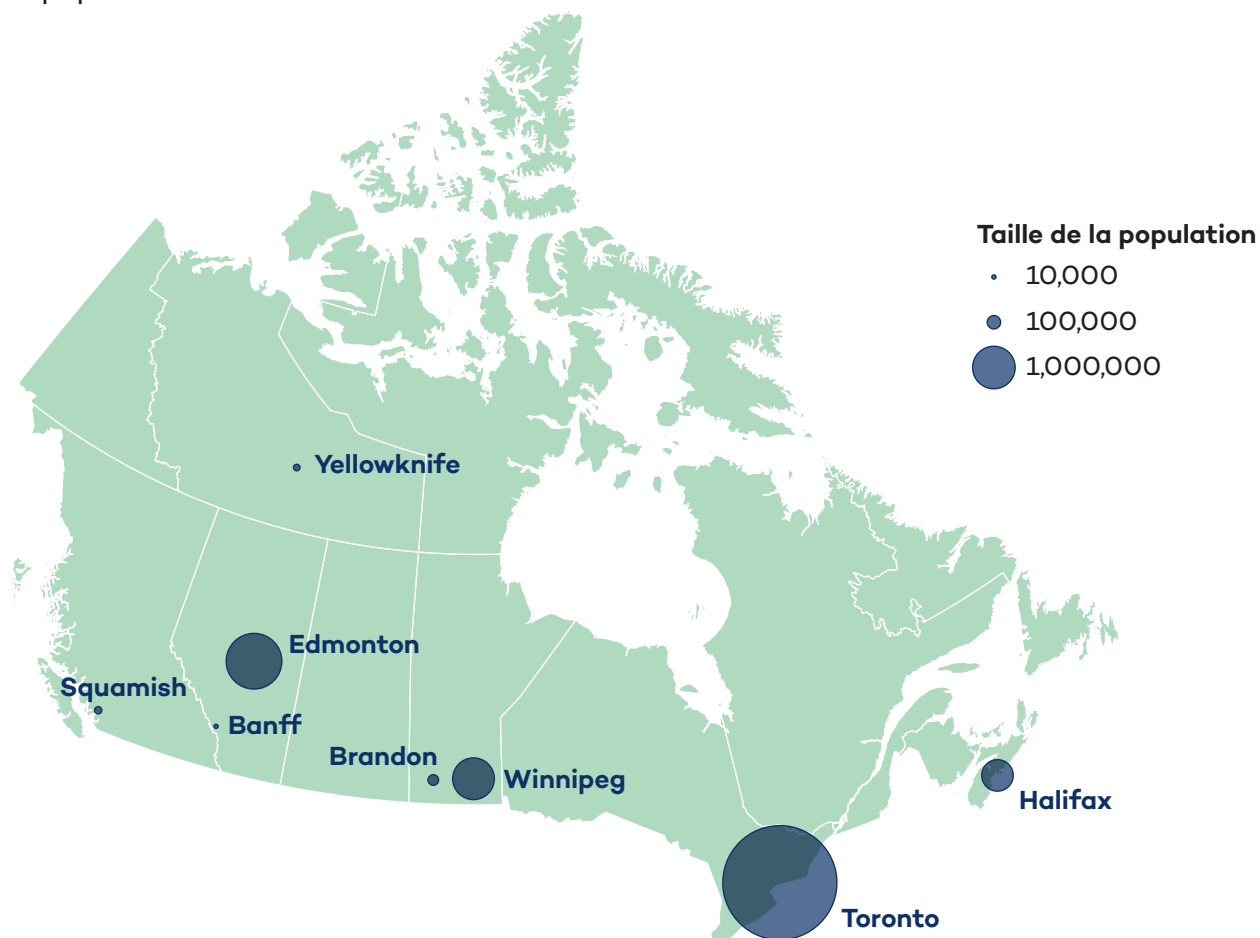 Taille de la population
10,000
100,000
1,000,000
Yellowknife
Edmonton
Squamish
Banff
Brandon
Winnipeg
Halifax
Toronto